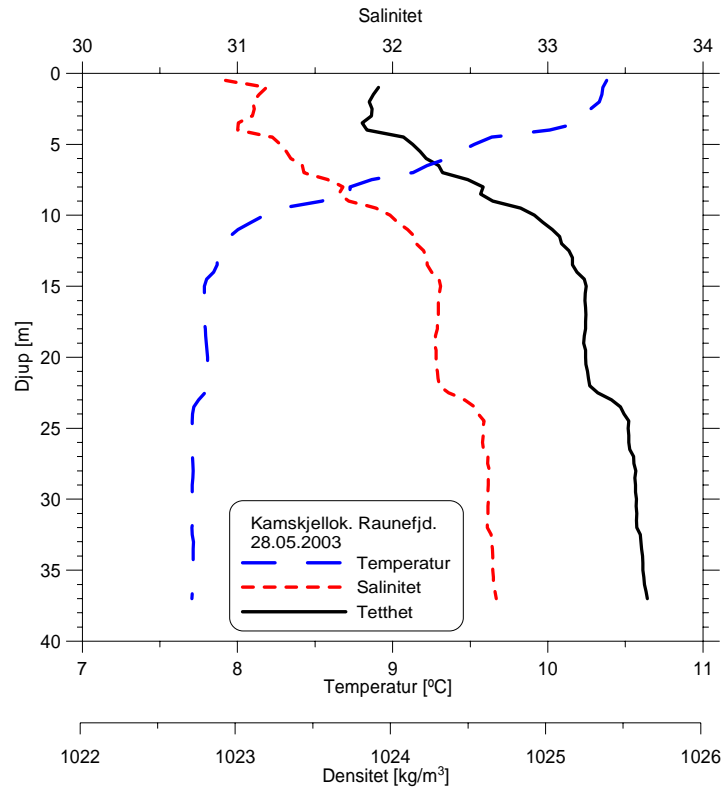 Salinitet
30 31 32 33 34
0
5
10
15
20
25
30
35
40
Djup [m]
Kamskjellok. Raunefjd.
28.05.2003
Temperatur
Salinitet
Tetthet
7 8 9 10 11
Temperatur [ºC]
1022 1023 1024 1025 1026
Densitet [kg/m³]